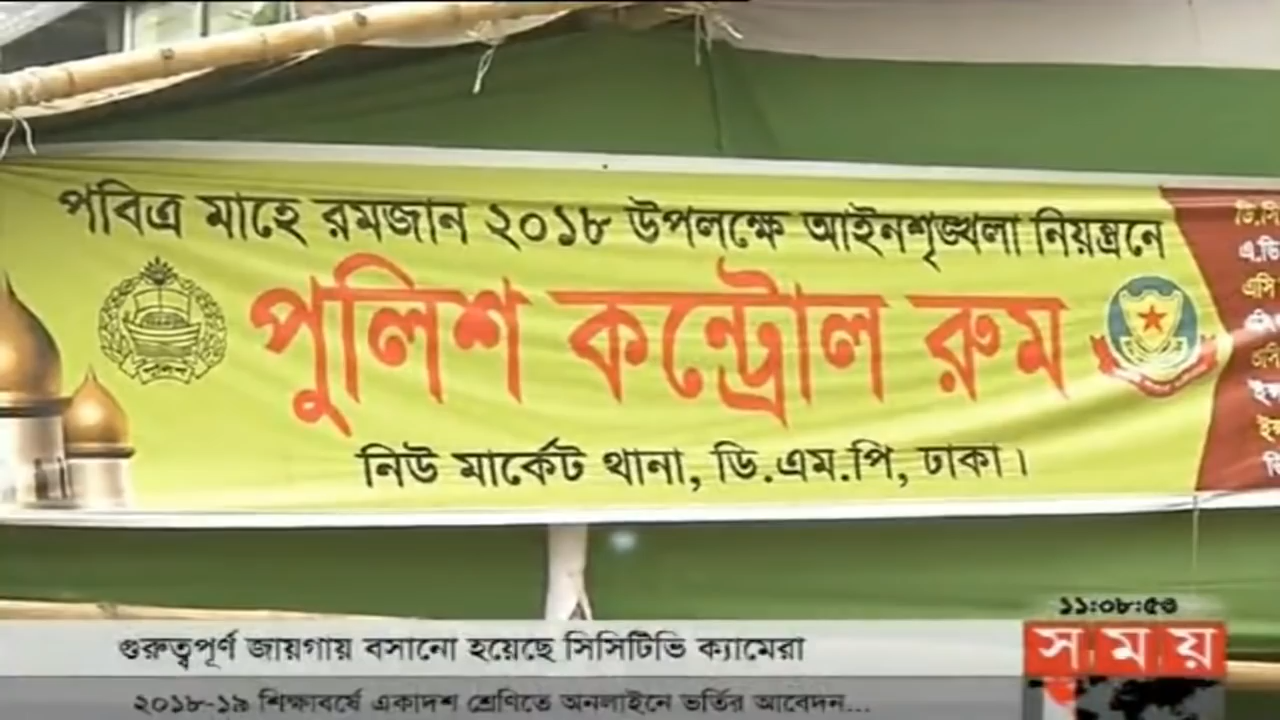 পবিত্র মাহে রমজান ২০১৮ উপলক্ষে আইনশৃঙ্খলা নিয়ন্ত্রনে
পুলিশ কন্ট্রোল রুম
পুলিশ
নিউ মার্কেট থানা, ডি.এম.পি, ঢাকা।
ডি.সি
এ.ডি
এসি
১১:০৮:৫৩
সময়
গুরুত্বপূর্ণ জায়গায় বসানো হয়েছে সিসিটিভি ক্যামেরা
২০১৮-১৯ শিক্ষাবর্ষে একাদশ শ্রেণিতে অনলাইনে ভর্তির আবেদন...